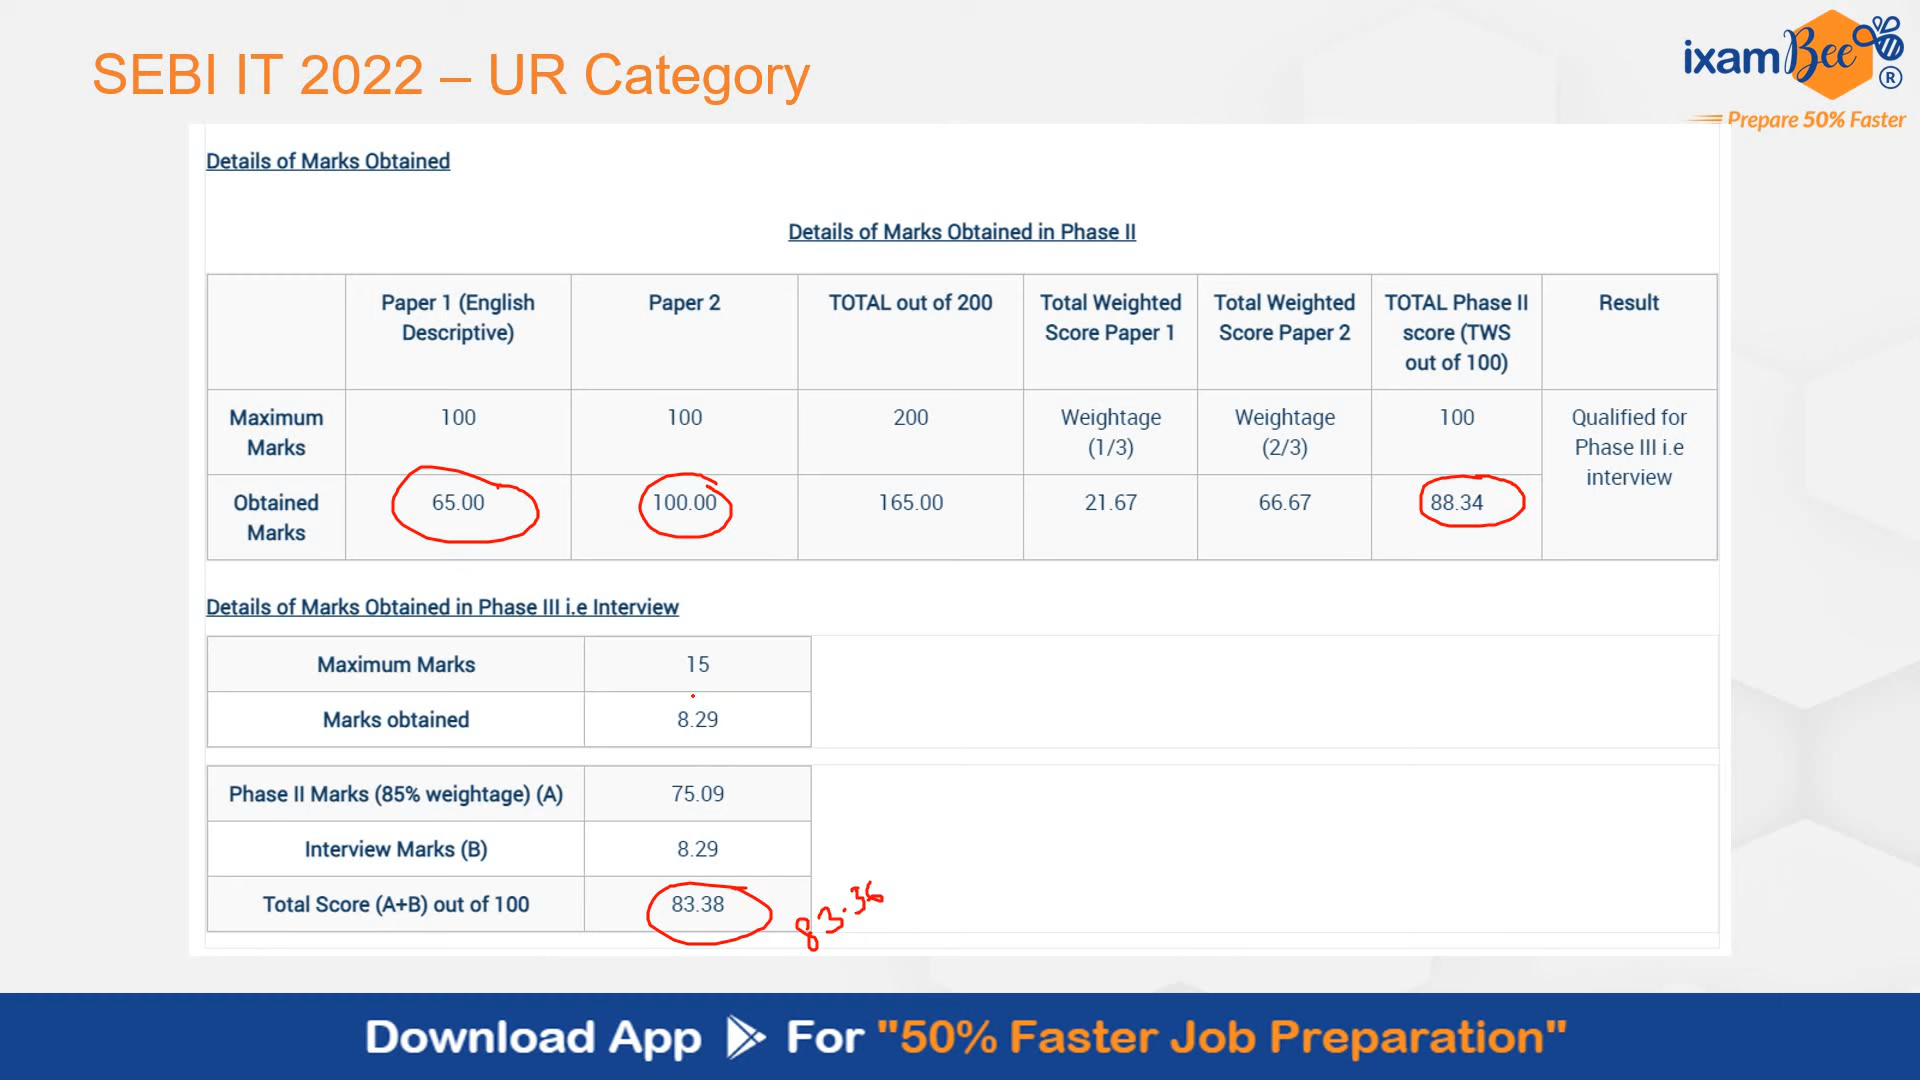 SEBI IT 2022 – UR Category
ixamBee®
Prepare 50% Faster
Details of Marks Obtained
Details of Marks Obtained in Phase II
Paper 1 (English Descriptive) Paper 2 TOTAL out of 200 Total Weighted Score Paper 1 Total Weighted Score Paper 2 TOTAL Phase II score (TWS out of 100) Result
Maximum Marks 100 100 200 Weightage (1/3) Weightage (2/3) 100 Qualified for Phase III i.e interview
Obtained Marks 65.00 100.00 165.00 21.67 66.67 88.34
Details of Marks Obtained in Phase III i.e Interview
Maximum Marks 15
Marks obtained 8.29
Phase II Marks (85% weightage) (A) 75.09
Interview Marks (B) 8.29
Total Score (A+B) out of 100 83.38
83.36
Download App For "50% Faster Job Preparation"